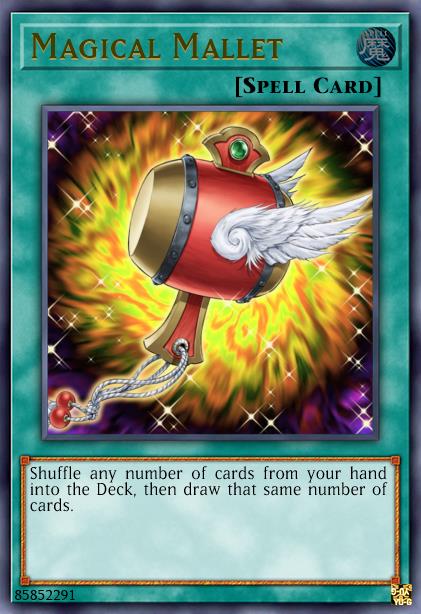 Magical Mallet
魔
[Spell Card]
Shuffle any number of cards from your hand
into the Deck, then draw that same number of
cards.
85852291